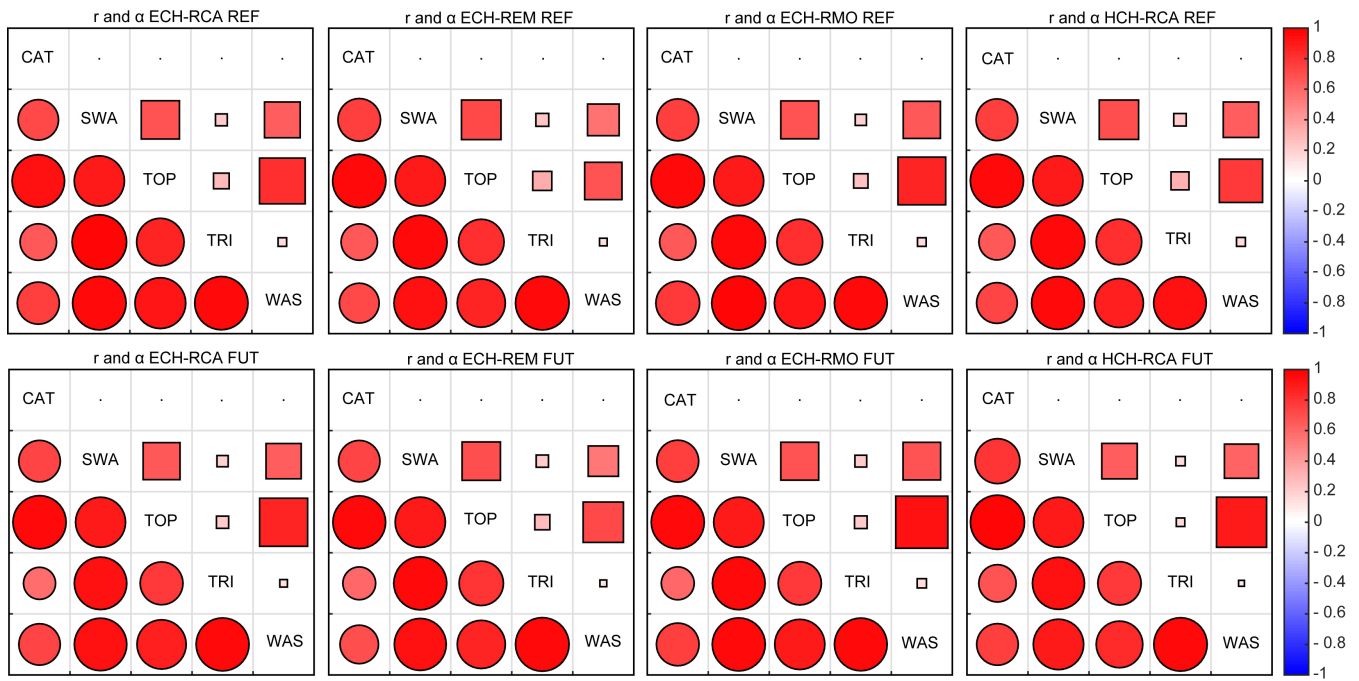 r and α ECH-RCA REF r and α ECH-REM REF r and α ECH-RMO REF r and α HCH-RCA REF
CAT . . . . CAT . . . . CAT . . . . CAT . . . . 1
0.8
0.6
SWA SWA SWA SWA 0.4
0.2
TOP TOP TOP TOP 0
- 0.2
TRI TRI TRI TRI - 0.4
- 0.6
WAS WAS WAS WAS - 0.8
-1
r and α ECH-RCA FUT r and α ECH-REM FUT r and α ECH-RMO FUT r and α HCH-RCA FUT
CAT . . . . CAT . . . . CAT . . . . CAT . . . . 1
0.8
0.6
SWA SWA SWA SWA 0.4
0.2
TOP TOP TOP TOP 0
- 0.2
TRI TRI TRI TRI - 0.4
- 0.6
WAS WAS WAS WAS - 0.8
-1